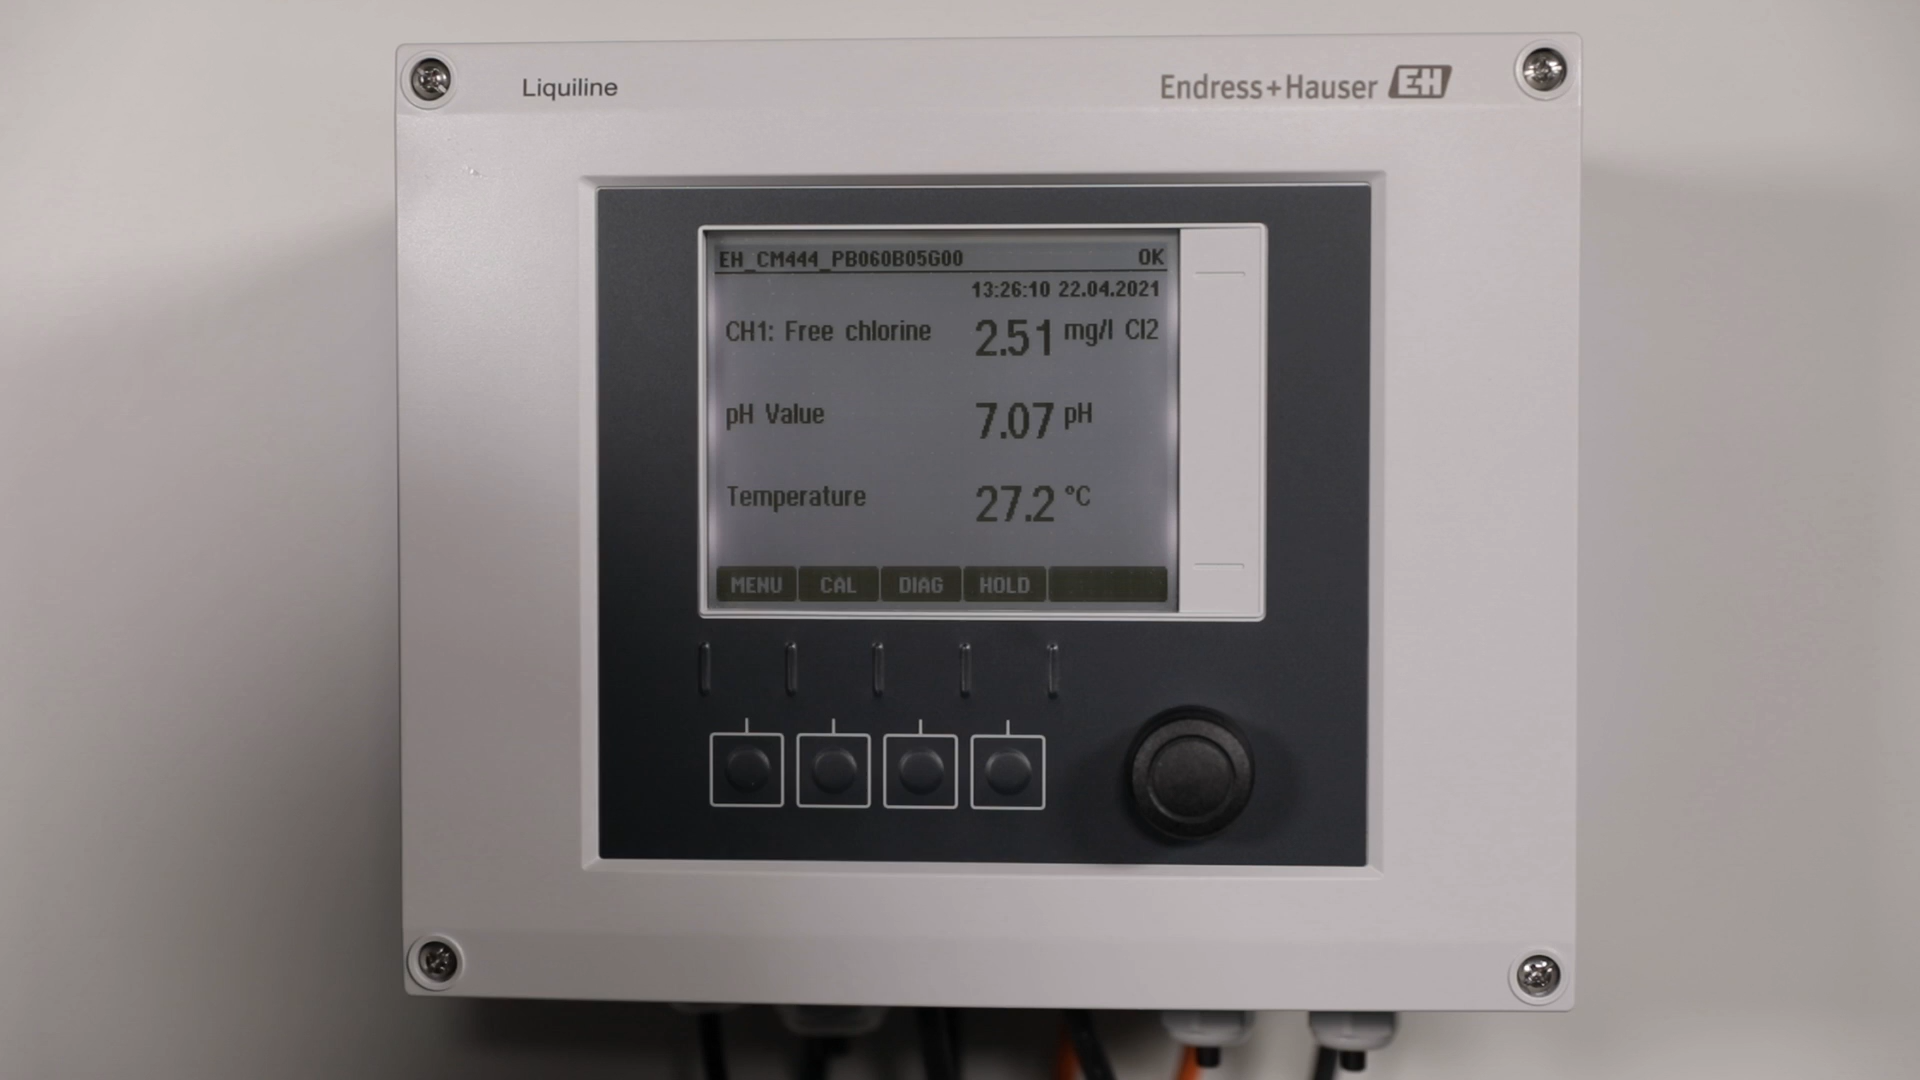 Liquiline
Endress+Hauser EH
EH_CM444_PB060B05G00 OK
13:26:10 22.04.2021
CH1: Free chlorine 2.51 mg/l Cl2
pH Value 7.07 pH
Temperature 27.2 °C
MENU CAL DIAG HOLD